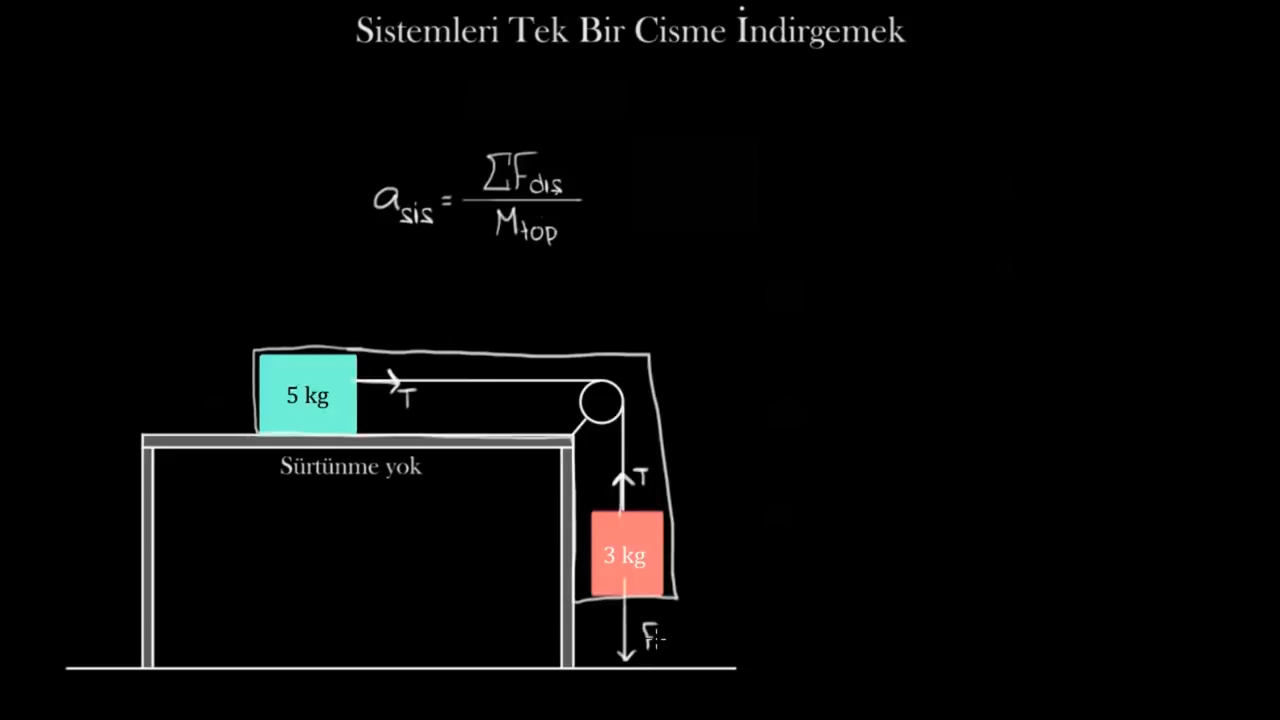 Sistemleri Tek Bir Cisme İndirgemek
a_sis = ΣF_dış / M_top
5 kg
T
Sürtünme yok
T
3 kg
F